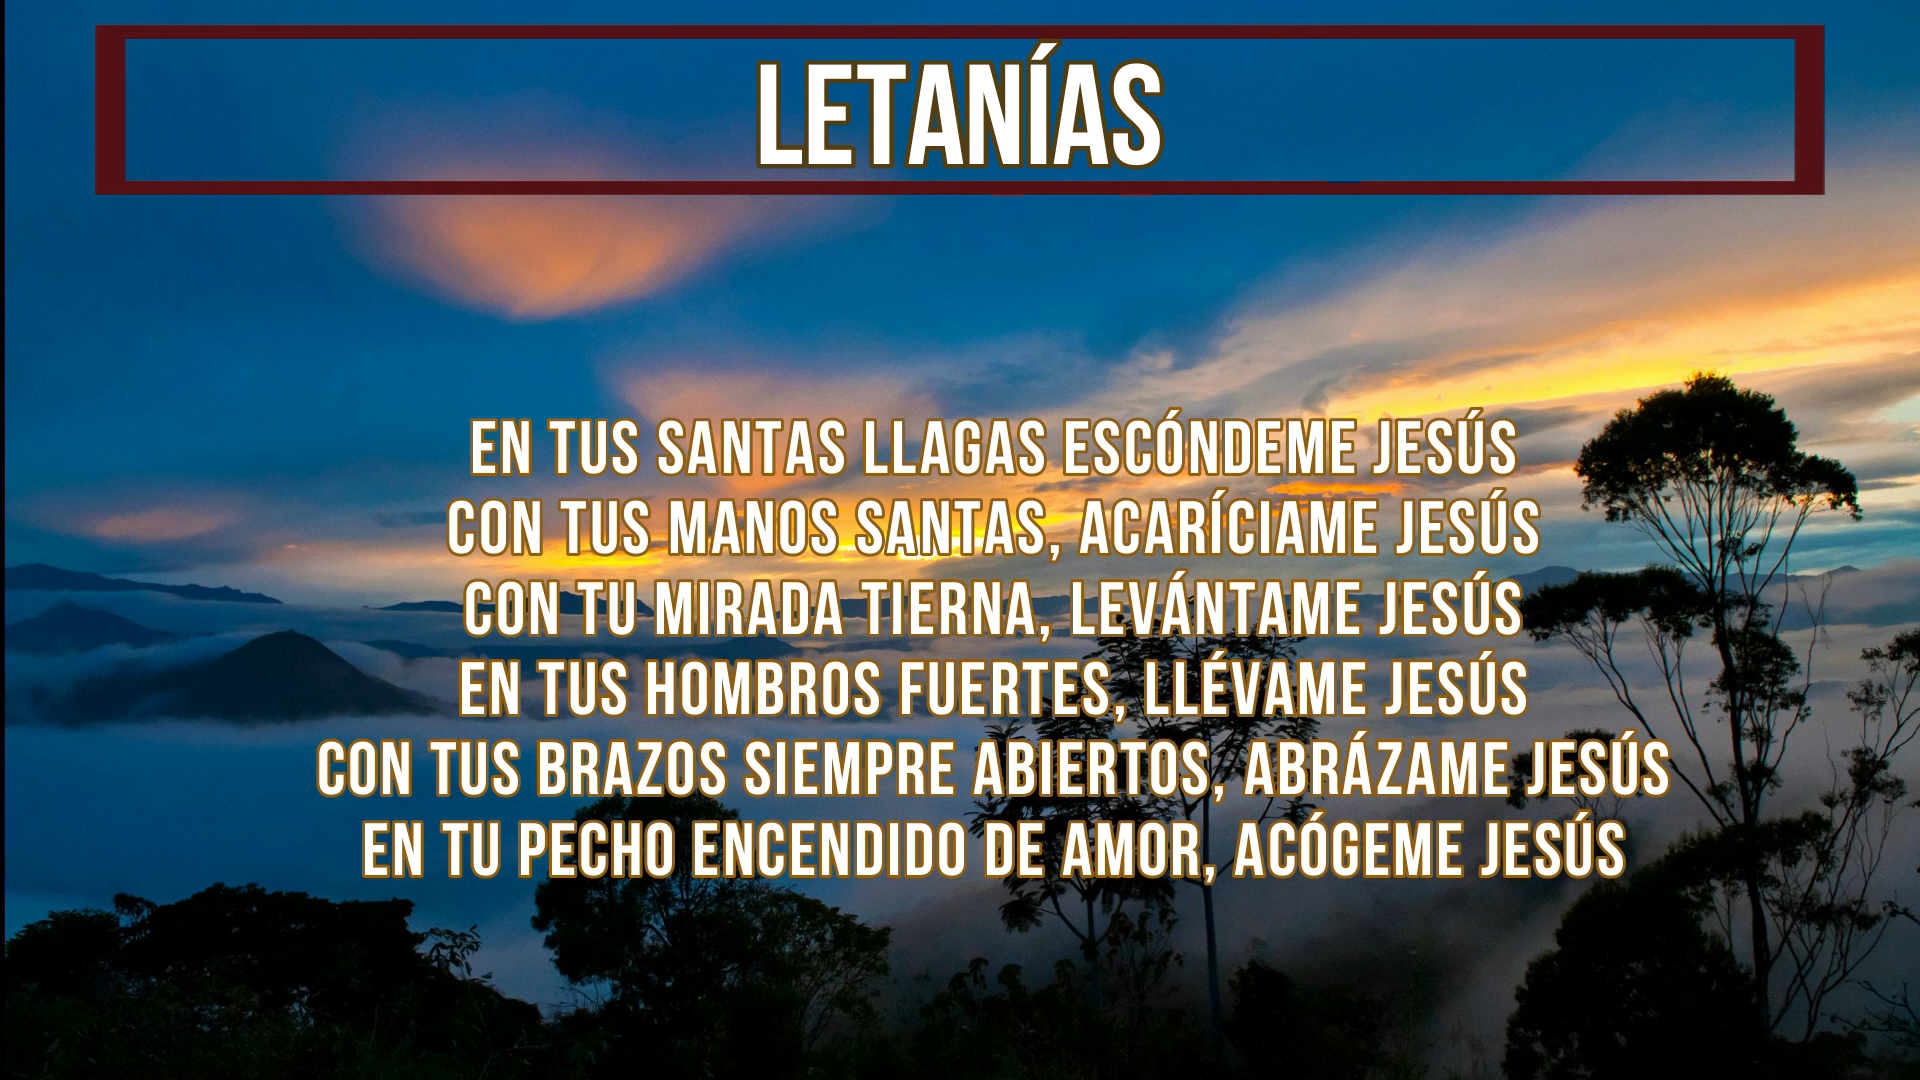 LETANÍAS
EN TUS SANTAS LLAGAS ESCÓNDEME JESÚS
CON TUS MANOS SANTAS, ACARÍCIAME JESÚS
CON TU MIRADA TIERNA, LEVÁNTAME JESÚS
EN TUS HOMBROS FUERTES, LLÉVAME JESÚS
CON TUS BRAZOS SIEMPRE ABIERTOS, ABRÁZAME JESÚS
EN TU PECHO ENCENDIDO DE AMOR, ACÓGEME JESÚS